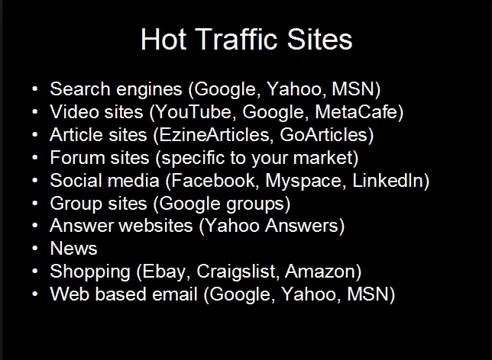 Hot Traffic Sites
• Search engines (Google, Yahoo, MSN)
• Video sites (YouTube, Google, MetaCafe)
• Article sites (EzineArticles, GoArticles)
• Forum sites (specific to your market)
• Social media (Facebook, Myspace, LinkedIn)
• Group sites (Google groups)
• Answer websites (Yahoo Answers)
• News
• Shopping (Ebay, Craigslist, Amazon)
• Web based email (Google, Yahoo, MSN)